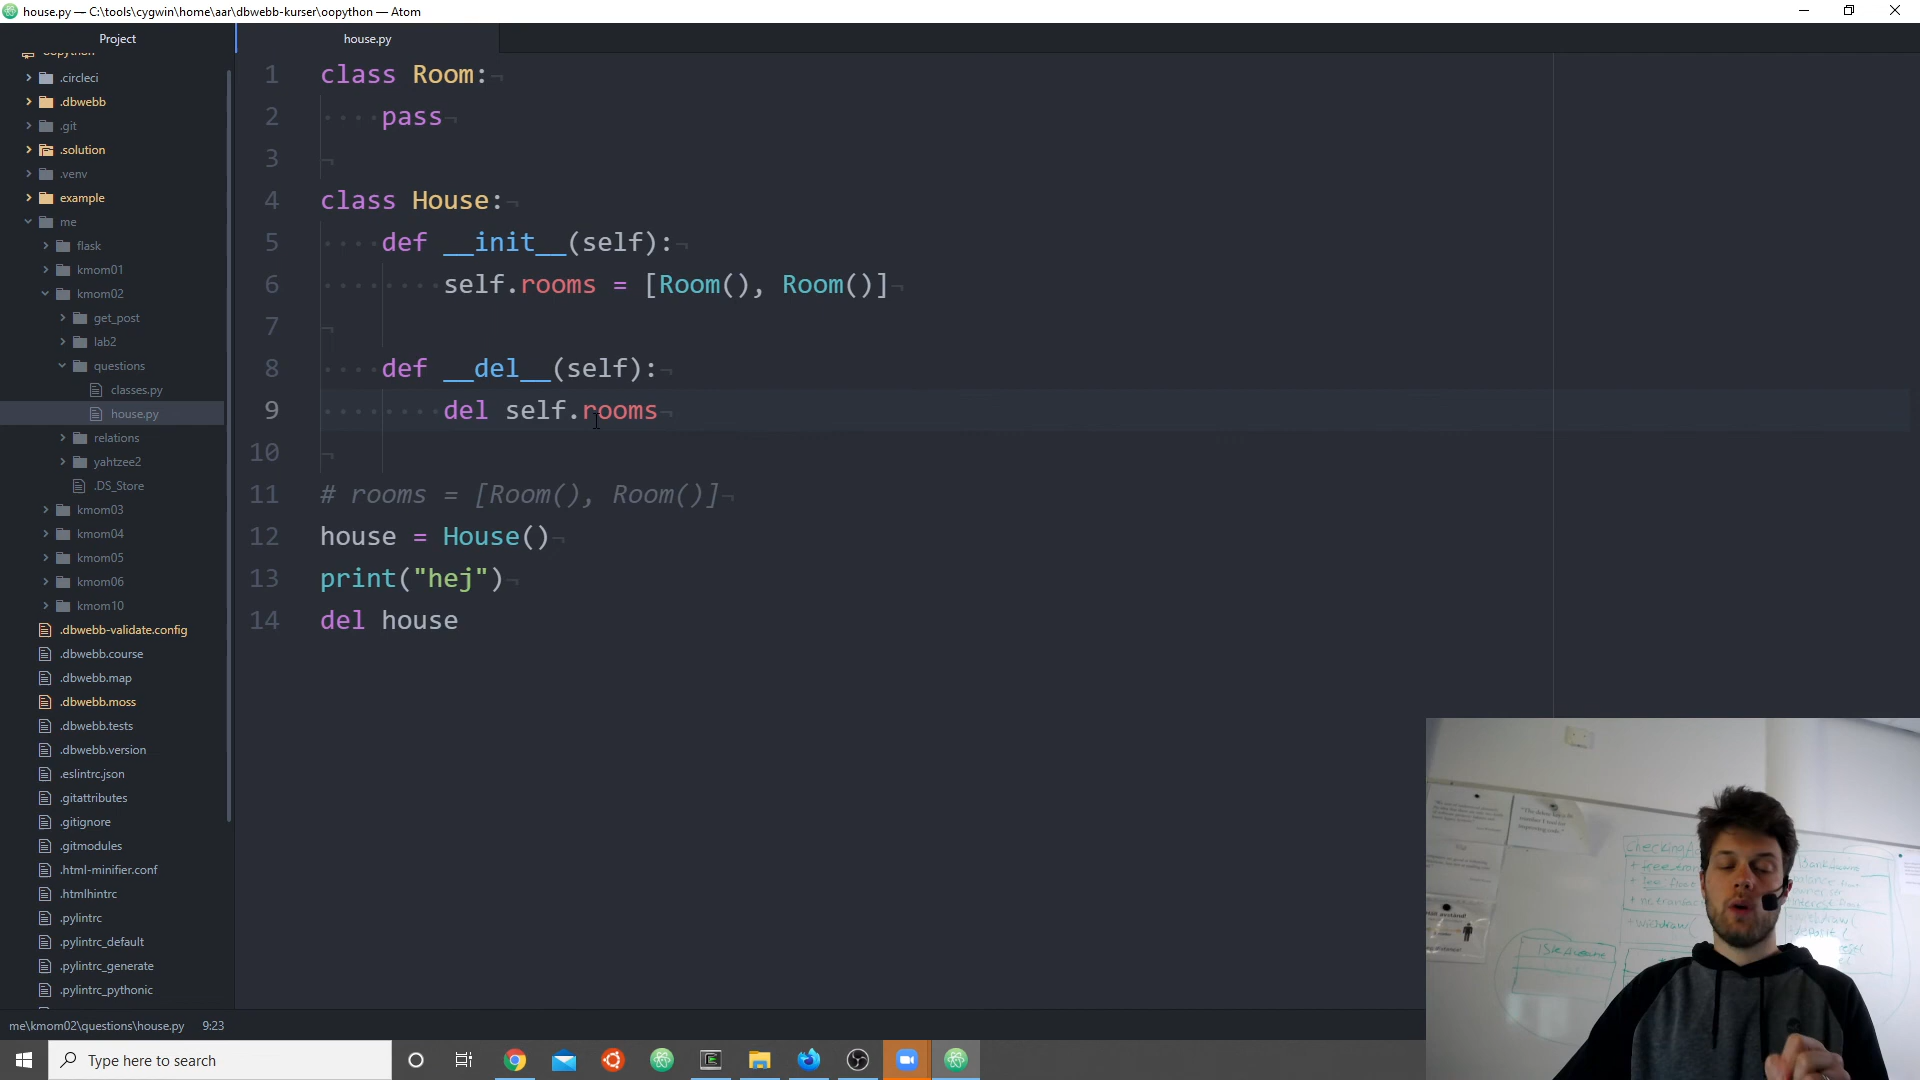 house.py — C:\tools\cygwin\home\aar\dbwebb-kurser\oopython — Atom
Project
house.py
.circleci
.dbwebb
.git
.solution
.venv
example
me
flask
kmom01
kmom02
get_post
lab2
questions
classes.py
house.py
relations
yahtzee2
.DS_Store
kmom03
kmom04
kmom05
kmom06
kmom10
.dbwebb-validate.config
.dbwebb.course
.dbwebb.map
.dbwebb.moss
.dbwebb.tests
.dbwebb.version
.eslintrc.json
.gitattributes
.gitignore
.gitmodules
.html-minifier.conf
.htmlhintrc
.pylintrc
.pylintrc_default
.pylintrc_generate
.pylintrc_pythonic
1 class Room:
2 pass
3
4 class House:
5 def __init__(self):
6 self.rooms = [Room(), Room()]
7
8 def __del__(self):
9 del self.rooms
10
11 # rooms = [Room(), Room()]
12 house = House()
13 print("hej")
14 del house
me\kmom02\questions\house.py 9:23
Type here to search